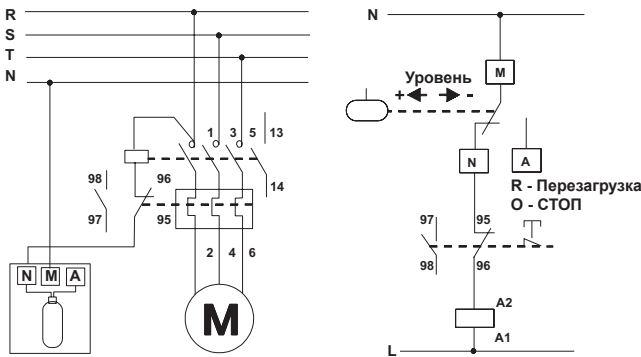 R
S
T
N
1 3 5 13
14
98 96
97 95
2 4 6
N M A
M
N
M
Уровень
+ -
N A
R - Перезагрузка
O - СТОП
97 95
98 96
A2
A1
L